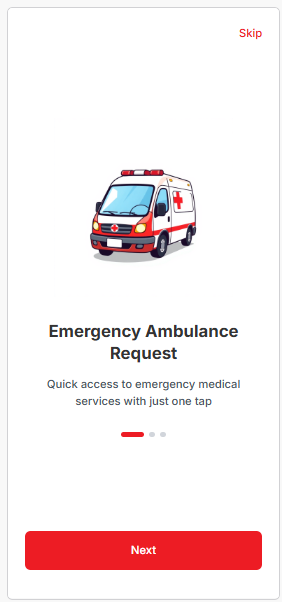 Skip
Emergency Ambulance
Request
Quick access to emergency medical
services with just one tap
Next